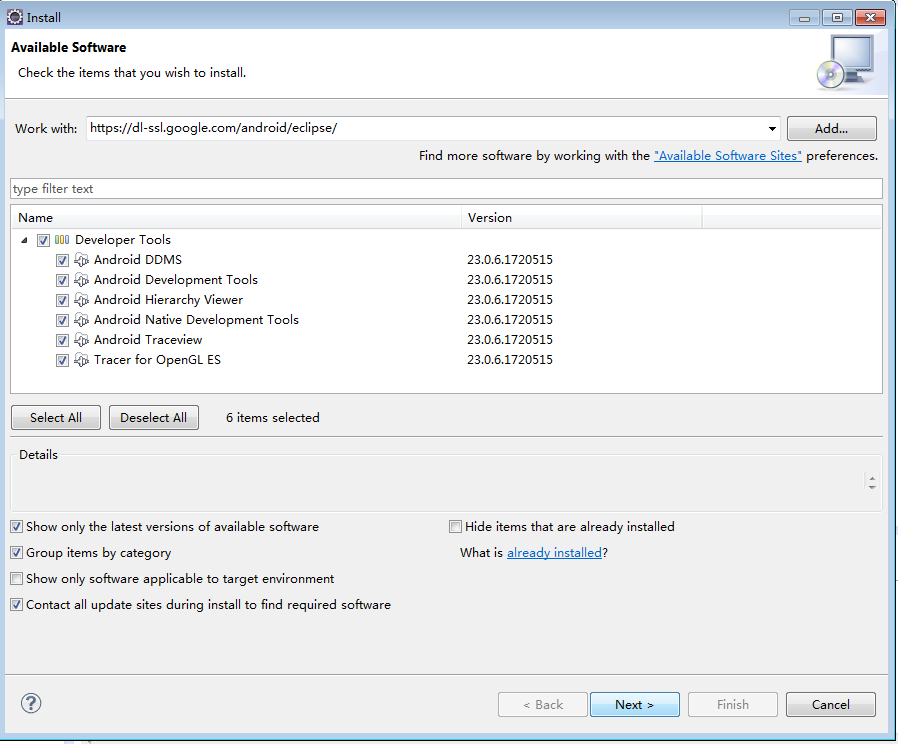 Install
Available Software
Check the items that you wish to install.
Work with: https://dl-ssl.google.com/android/eclipse/ Add...
Find more software by working with the "Available Software Sites" preferences.
type filter text
Name Version
Developer Tools
Android DDMS 23.0.6.1720515
Android Development Tools 23.0.6.1720515
Android Hierarchy Viewer 23.0.6.1720515
Android Native Development Tools 23.0.6.1720515
Android Traceview 23.0.6.1720515
Tracer for OpenGL ES 23.0.6.1720515
Select All Deselect All 6 items selected
Details
Show only the latest versions of available software Hide items that are already installed
Group items by category What is already installed?
Show only software applicable to target environment
Contact all update sites during install to find required software
? < Back Next > Finish Cancel